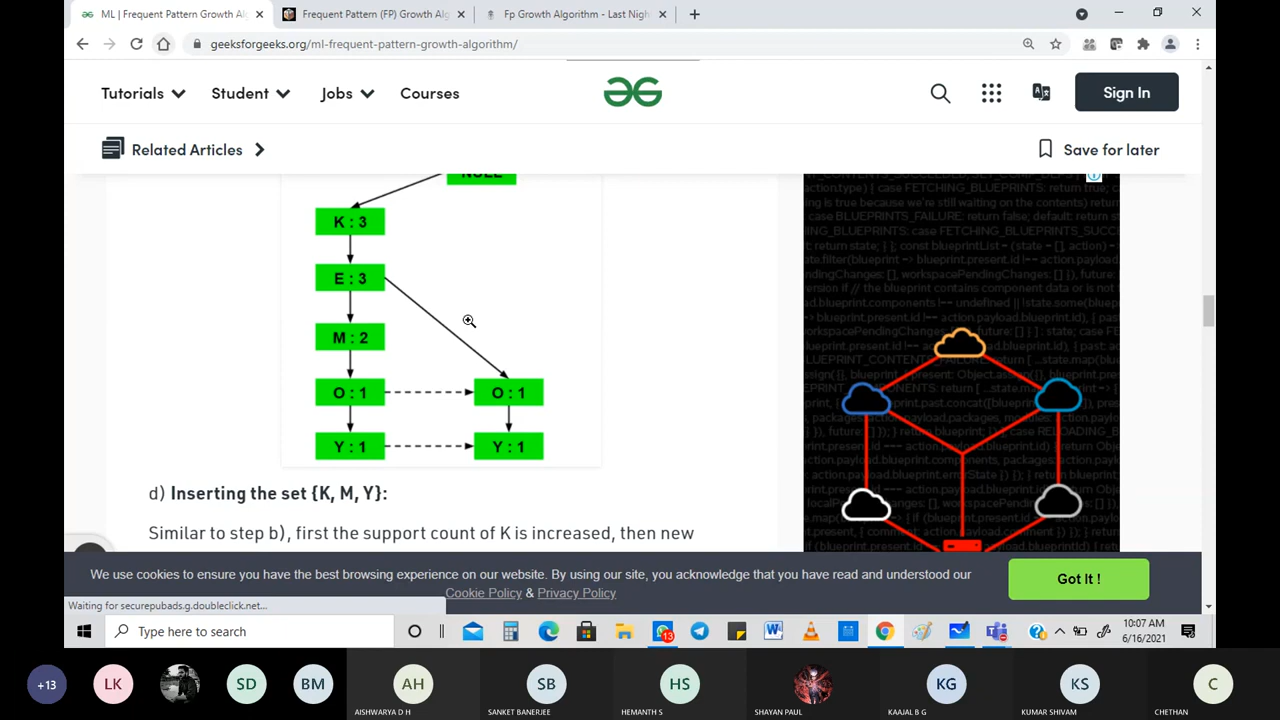 ML | Frequent Pattern Growth Al
Frequent Pattern (FP) Growth Alg
Fp Growth Algorithm - Last Nigh
geeksforgeeks.org/ml-frequent-pattern-growth-algorithm/
Tutorials
Student
Jobs
Courses
Sign In
Related Articles
Save for later
NULL
K : 3
E : 3
M : 2
O : 1
O : 1
Y : 1
Y : 1
d) Inserting the set {K, M, Y}:
Similar to step b), first the support count of K is increased, then new
We use cookies to ensure you have the best browsing experience on our website. By using our site, you acknowledge that you have read and understood our
Cookie Policy & Privacy Policy
Got It !
Waiting for securepubads.g.doubleclick.net...
Type here to search
13
10:07 AM
6/16/2021
+13
LK
SD
BM
AH
SB
HS
KG
KS
C
AISHWARYA D H
SANKET BANERJEE
HEMANTH S
SHAYAN PAUL
KAAJAL B G
KUMAR SHIVAM
CHETHAN